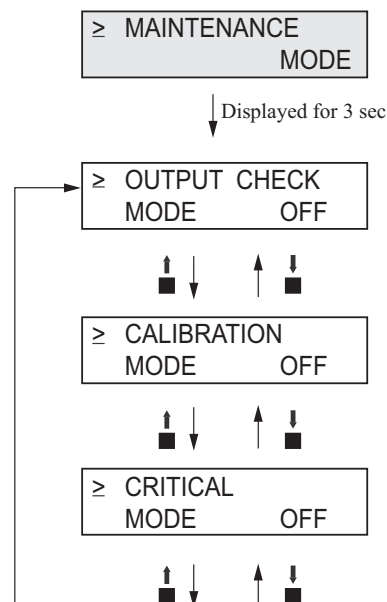 ≥ MAINTENANCE
MODE
Displayed for 3 sec
≥ OUTPUT CHECK
MODE OFF
≥ CALIBRATION
MODE OFF
≥ CRITICAL
MODE OFF